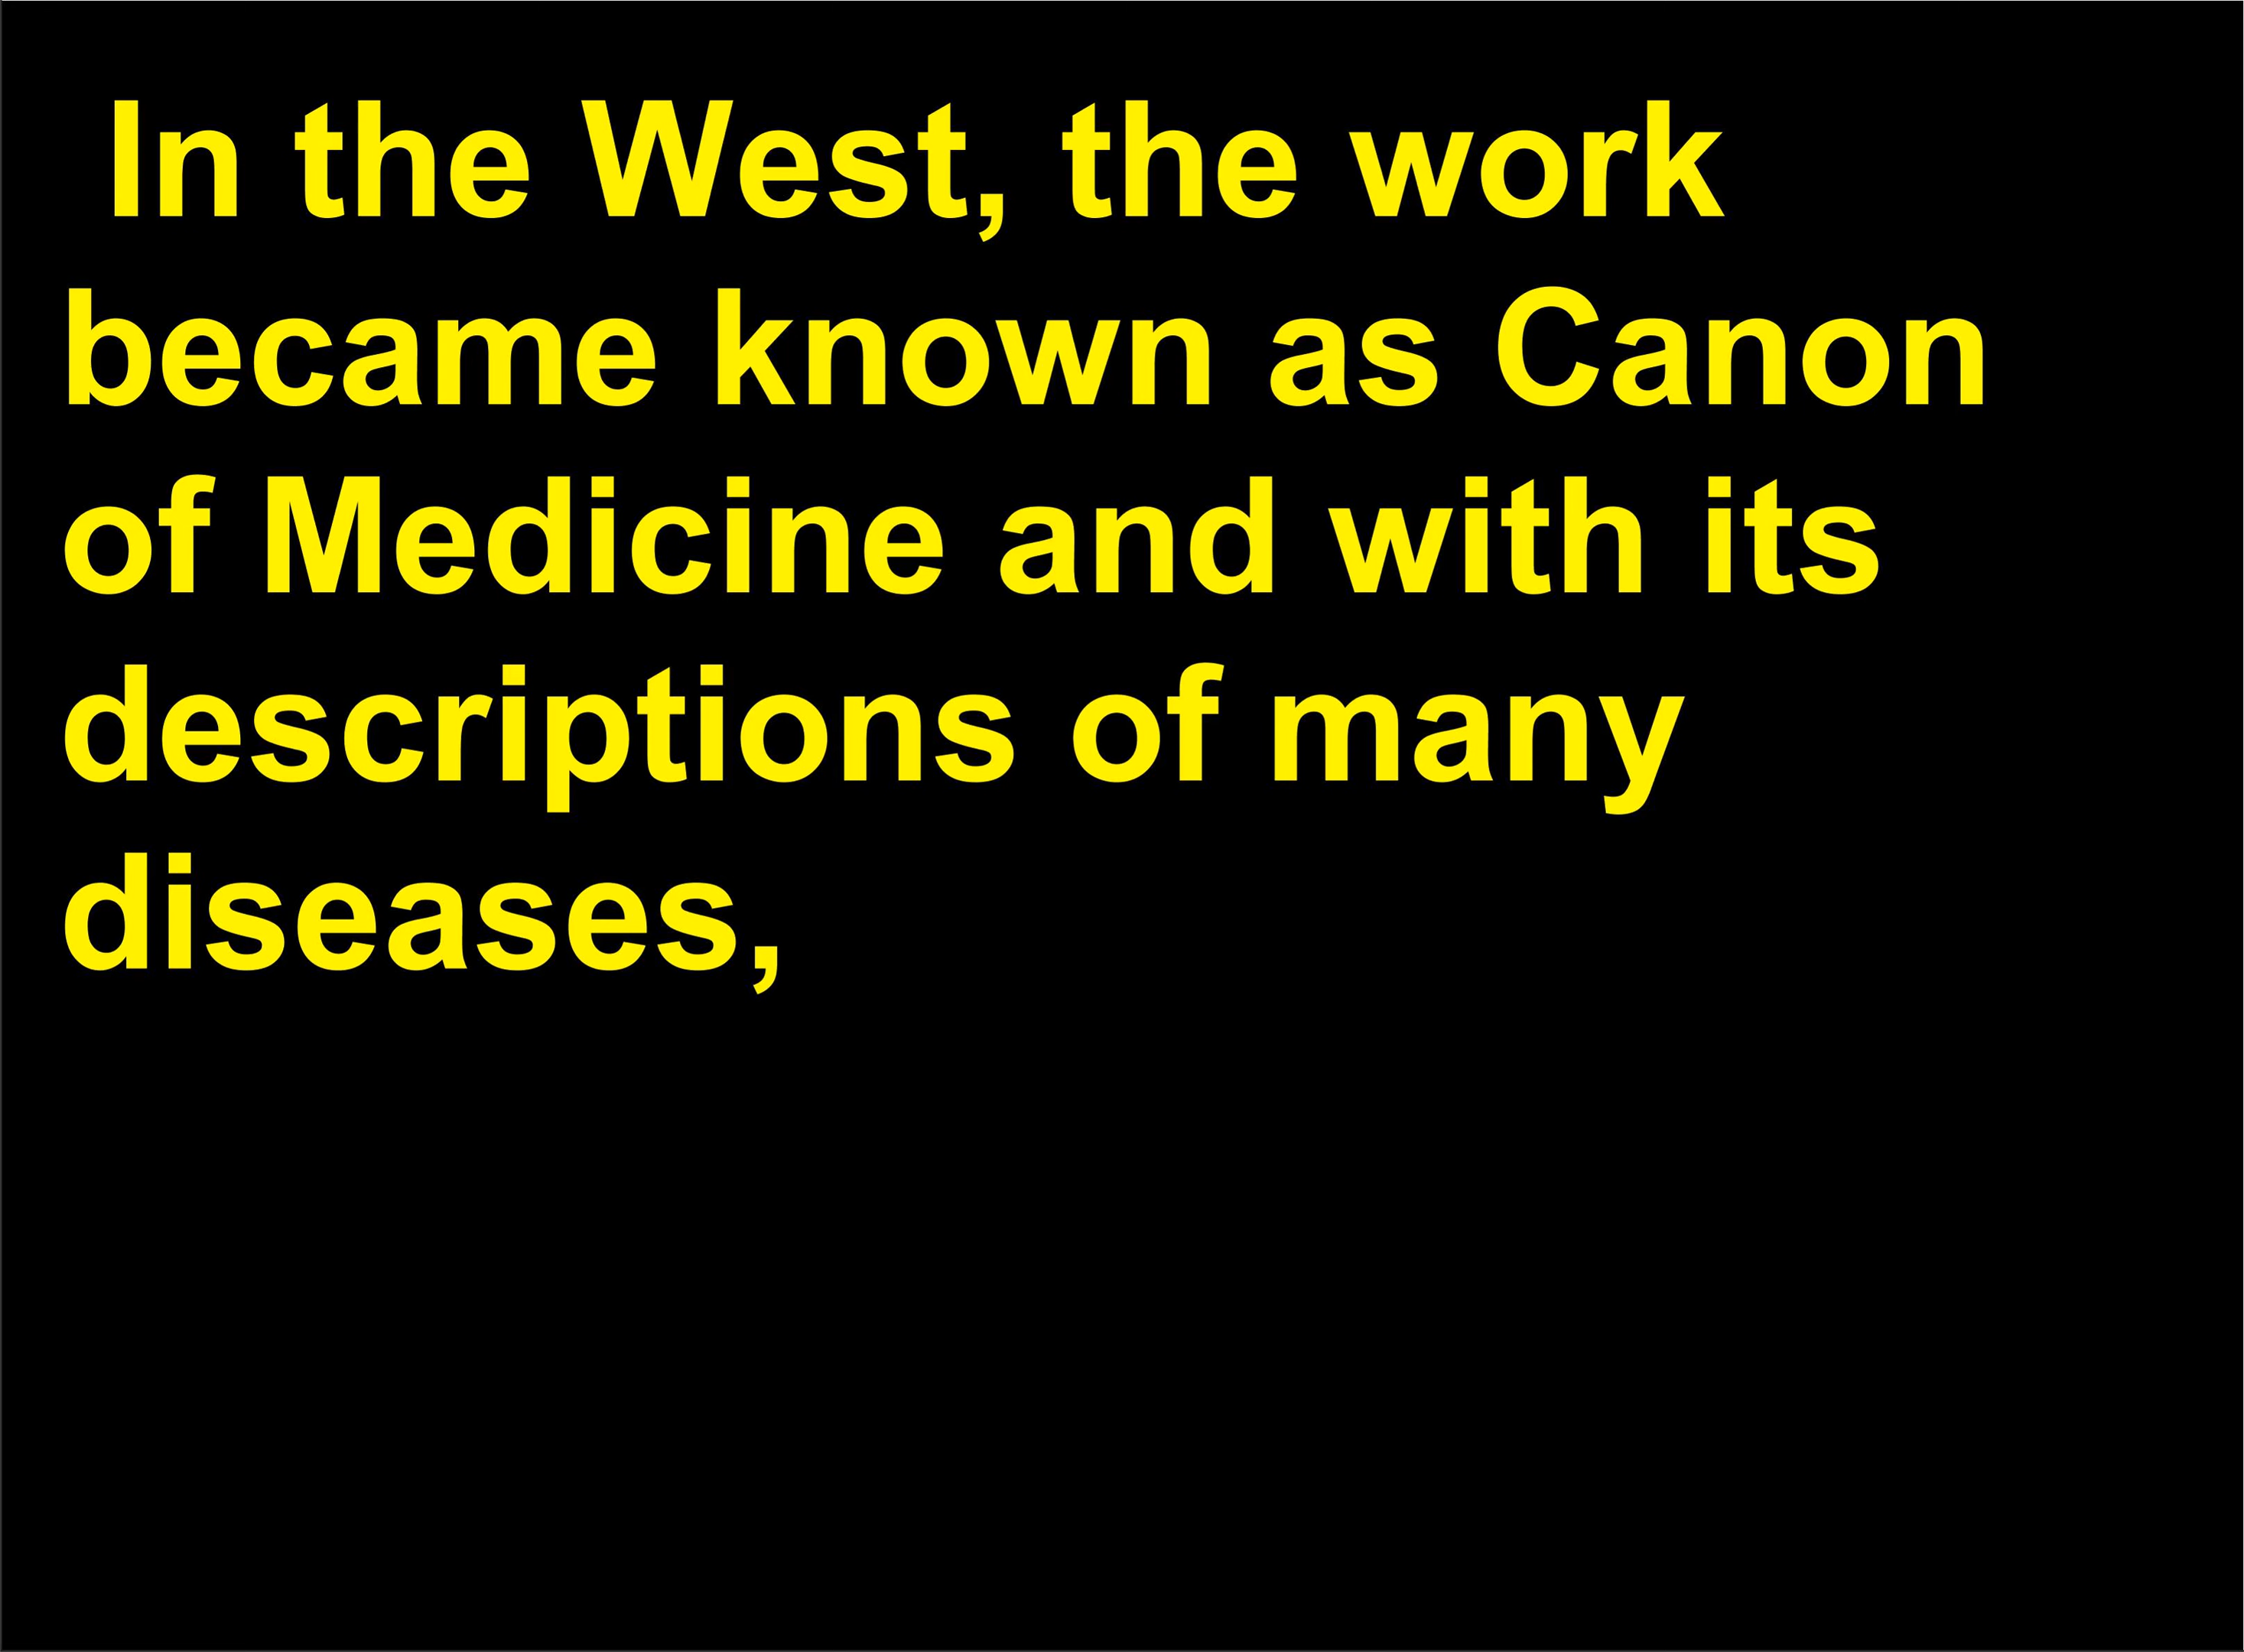 In the West, the work
became known as Canon
of Medicine and with its
descriptions of many
diseases,